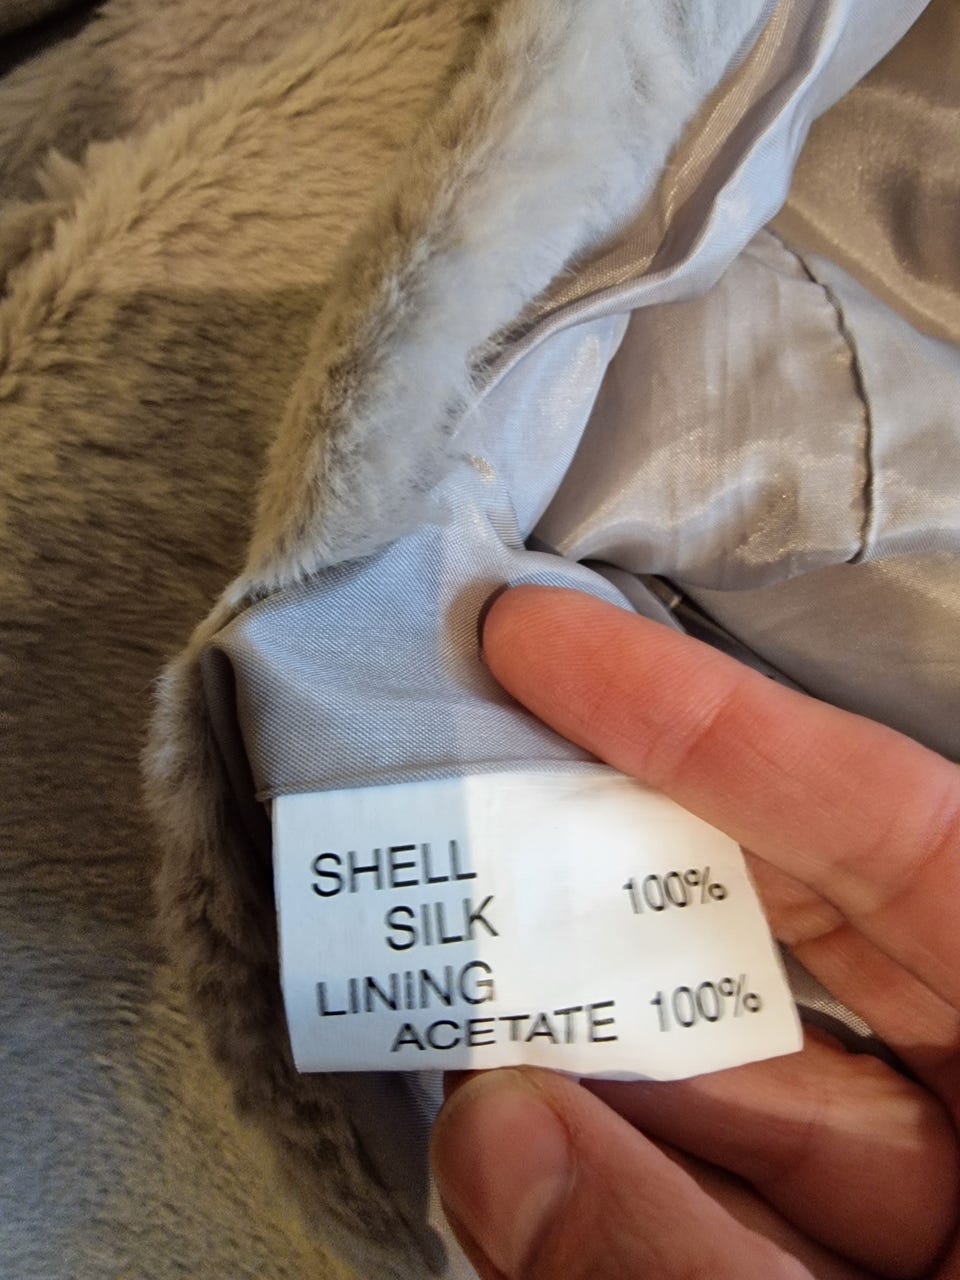 SHELL
SILK 100%
LINING
ACETATE 100%